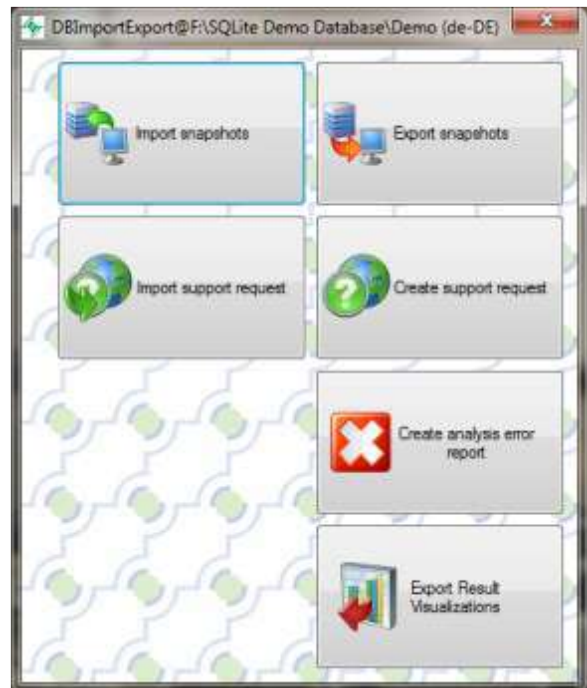 DBImportExport@F:\SQLite Demo Database\Demo (de-DE)
Import snapshots
Export snapshots
Import support request
Create support request
Create analysis error
report
Export Result
Visualizations